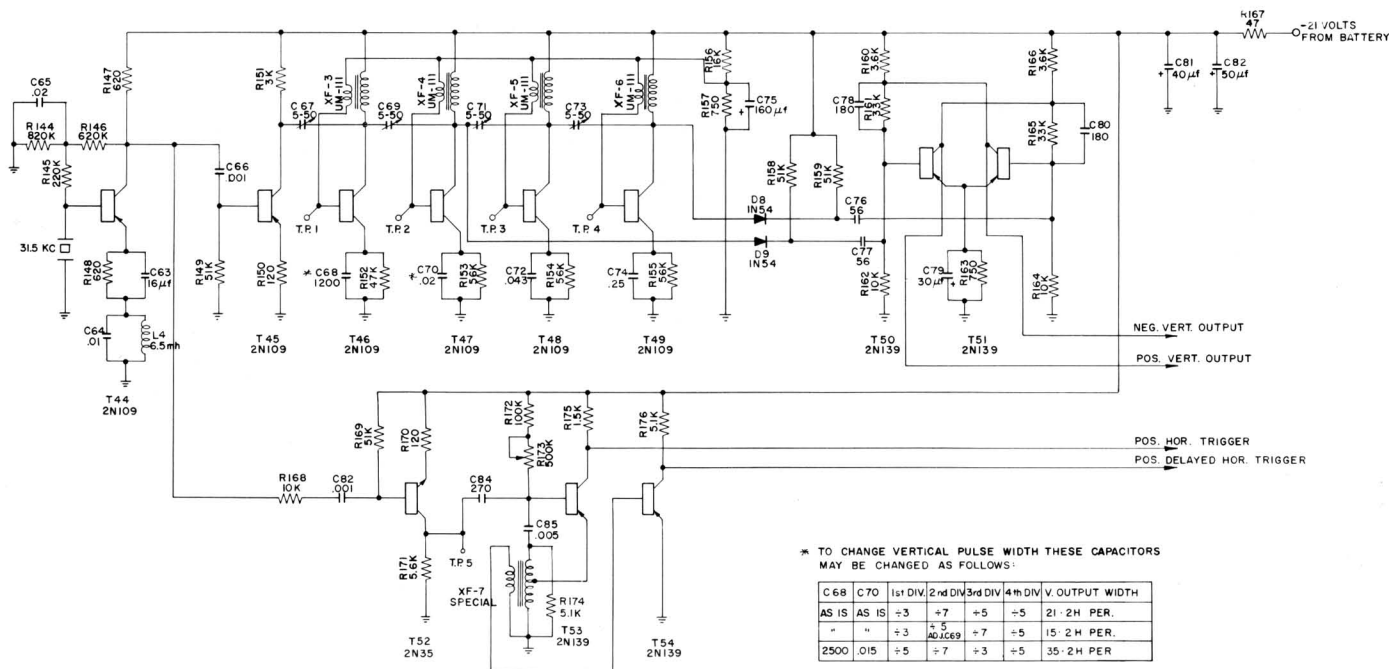 R167
47
-21 VOLTS
FROM BATTERY
C65
.02
R147
620
R151
3K
XF-3
UM-111
XF-4
UM-111
XF-5
UM-111
XF-6
UM-111
R156
16K
R160
3.6K
R166
3.6K
C81
40µf
C82
50µf
R144
820K
R146
620K
C67
5-50
C69
5-50
C71
5-50
C73
5-50
R157
750
C75
160µf
C78
180
R161
33K
R165
33K
C80
180
R145
220K
C66
.001
R158
51K
R159
51K
T.P. 1
T.P. 2
T.P. 3
T.P. 4
D8
1N54
C76
56
D9
1N54
C77
56
31.5 KC
R148
620
C63
16µf
R149
51K
R150
120
* C68
1200
R152
47K
* C70
.02
R153
56K
C72
.043
R154
56K
C74
.25
R155
56K
R162
10K
C79
30µf
R163
750
R164
10K
C64
.01
L4
6.5mh
T44
2N109
T45
2N109
T46
2N109
T47
2N109
T48
2N109
T49
2N109
T50
2N139
T51
2N139
NEG. VERT. OUTPUT
POS. VERT. OUTPUT
R169
51K
R170
120
R172
100K
R173
500K
R175
1.5K
R176
5.1K
POS. HOR. TRIGGER
POS. DELAYED HOR. TRIGGER
R168
10K
C82
.001
C84
270
C85
.005
R171
5.6K
T.P. 5
XF-7
SPECIAL
R174
5.1K
T52
2N35
T53
2N139
T54
2N139
* TO CHANGE VERTICAL PULSE WIDTH THESE CAPACITORS
MAY BE CHANGED AS FOLLOWS:
C68 C70 1st DIV. 2nd DIV 3rd DIV 4th DIV V. OUTPUT WIDTH
AS IS AS IS ÷3 ÷7 ÷5 ÷5 21·2H PER.
" " ÷3 ÷5 ADJ.C69 ÷7 ÷5 15·2H PER.
2500 .015 ÷5 ÷7 ÷3 ÷5 35·2H PER